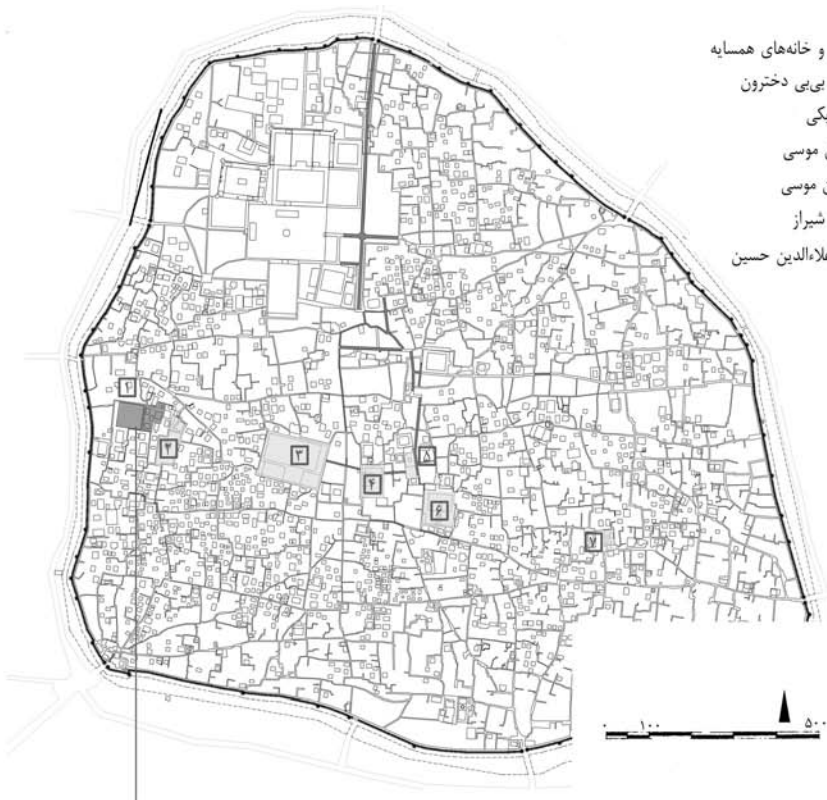 و خانه‌های همسایه
بی‌بی دخترون
موسی
موسی
شیراز
علاءالدین حسین
۱
۲
۳
۴
۵
۶
۷
۰ ۱۰۰ ۵۰۰